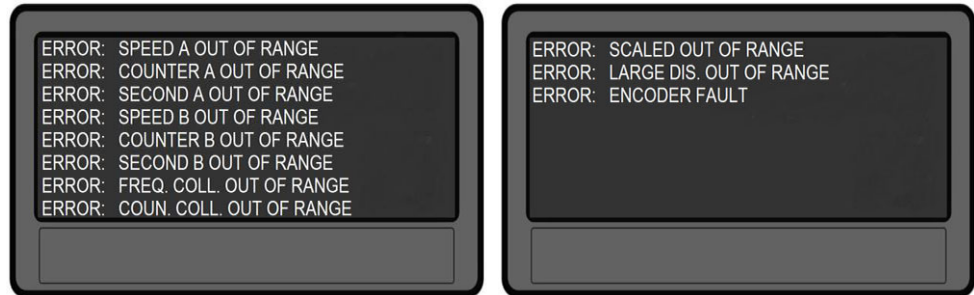 ERROR: SPEED A OUT OF RANGE
ERROR: COUNTER A OUT OF RANGE
ERROR: SECOND A OUT OF RANGE
ERROR: SPEED B OUT OF RANGE
ERROR: COUNTER B OUT OF RANGE
ERROR: SECOND B OUT OF RANGE
ERROR: FREQ. COLL. OUT OF RANGE
ERROR: COUN. COLL. OUT OF RANGE
ERROR: SCALED OUT OF RANGE
ERROR: LARGE DIS. OUT OF RANGE
ERROR: ENCODER FAULT